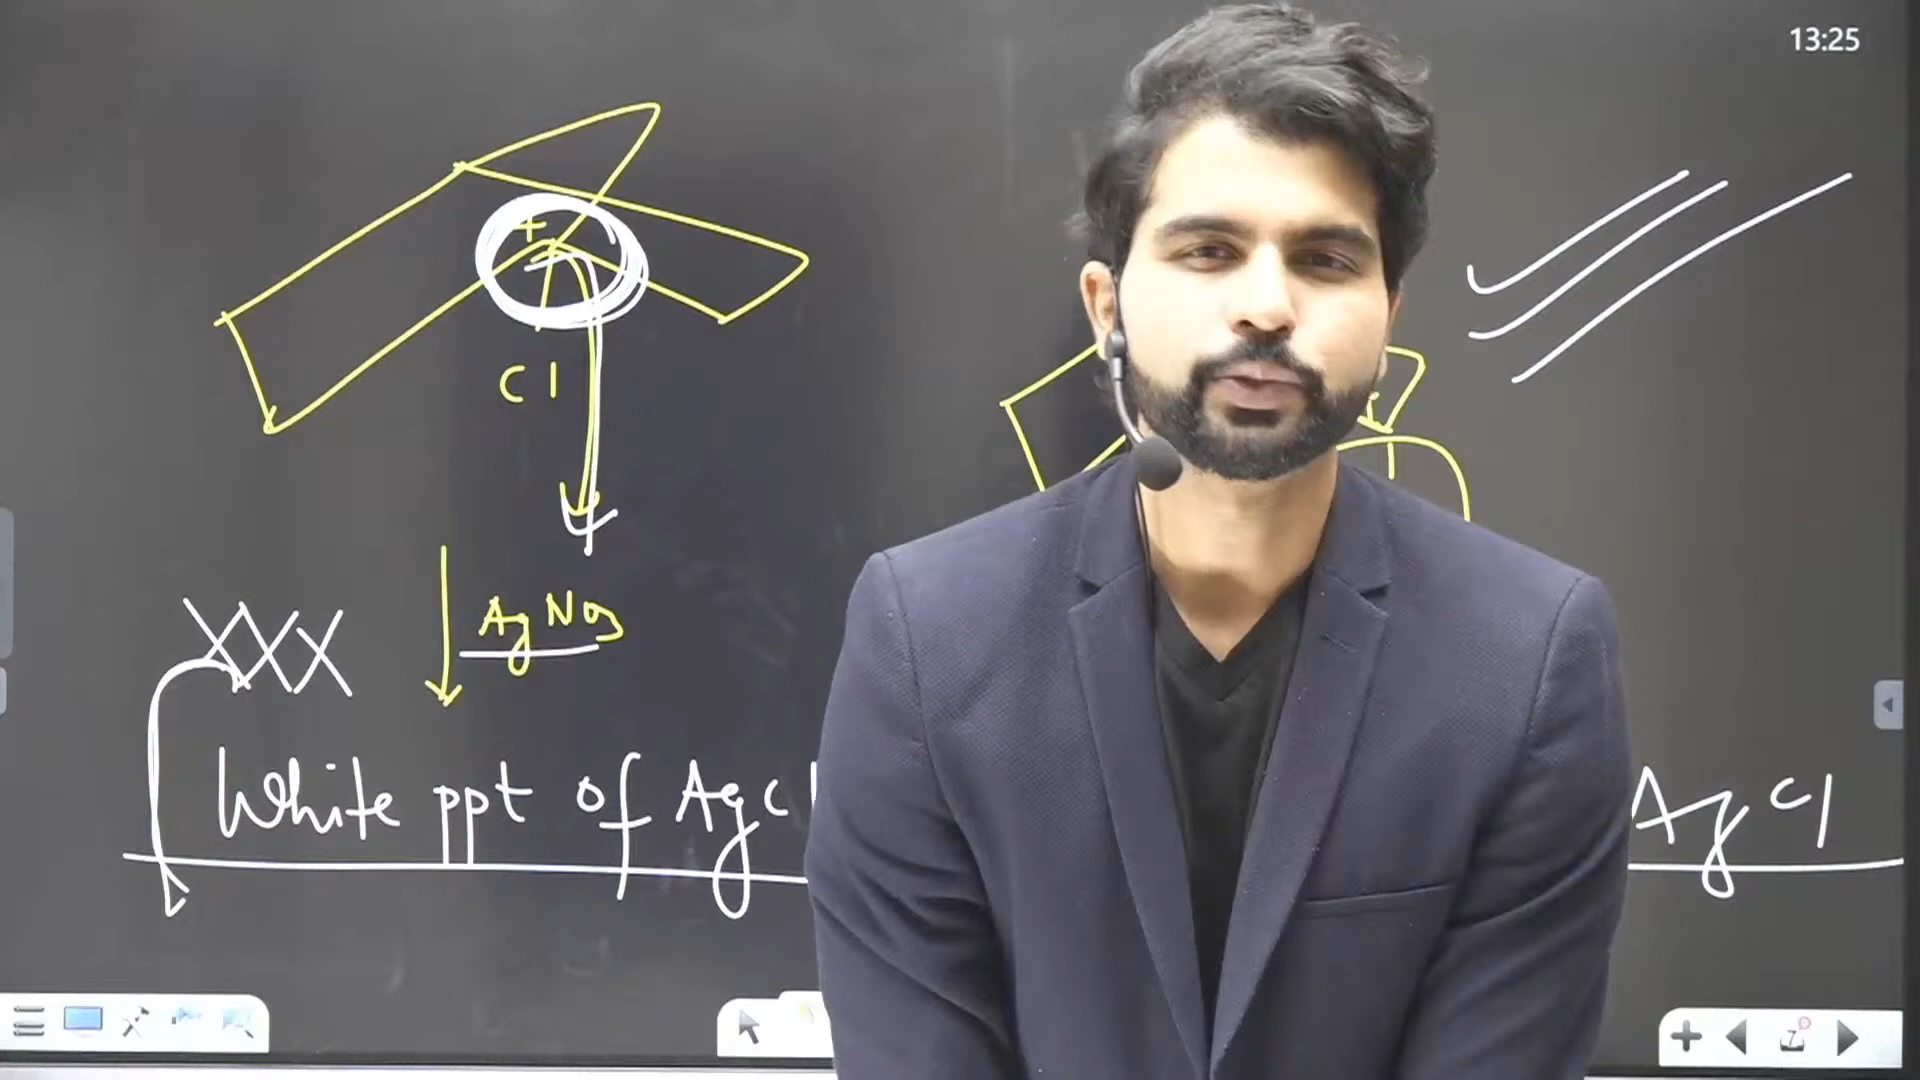 13:25
+
Cl
AgNO3
XXX
White ppt of AgCl
AgCl